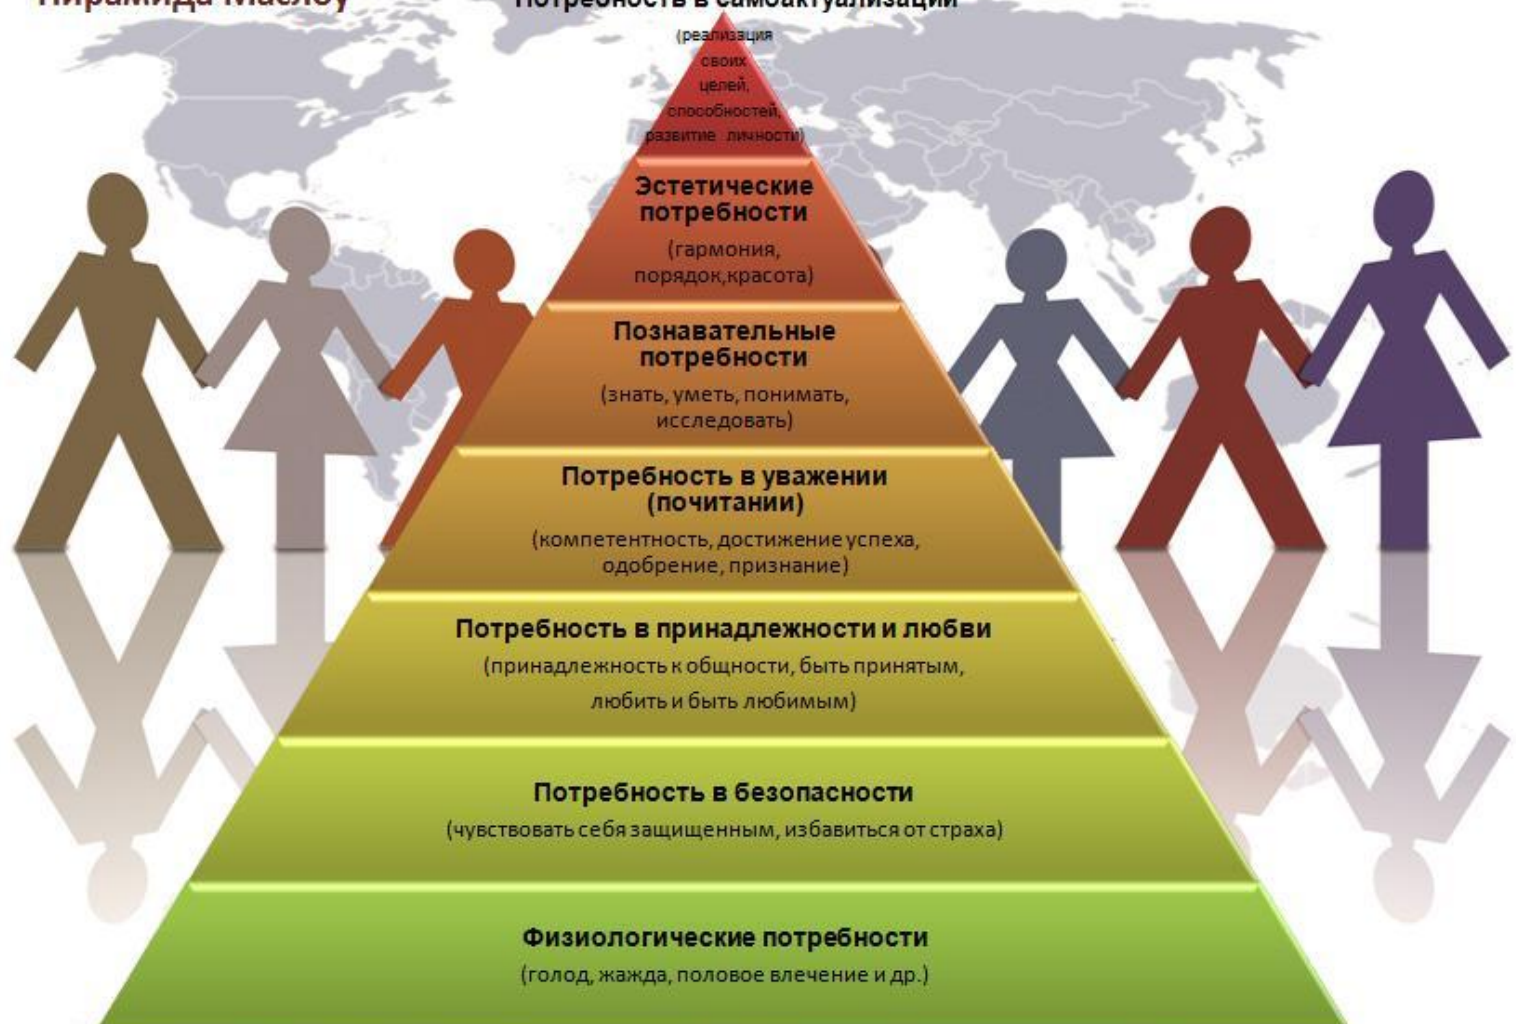 Пирамида Маслоу
Потребность в самоактуализации
(реализация
своих
целей,
способностей,
развитие личности)
Эстетические
потребности
(гармония,
порядок,красота)
Познавательные
потребности
(знать, уметь, понимать,
исследовать)
Потребность в уважении
(почитании)
(компетентность, достижение успеха,
одобрение, признание)
Потребность в принадлежности и любви
(принадлежность к общности, быть принятым,
любить и быть любимым)
Потребность в безопасности
(чувствовать себя защищенным, избавиться от страха)
Физиологические потребности
(голод, жажда, половое влечение и др.)